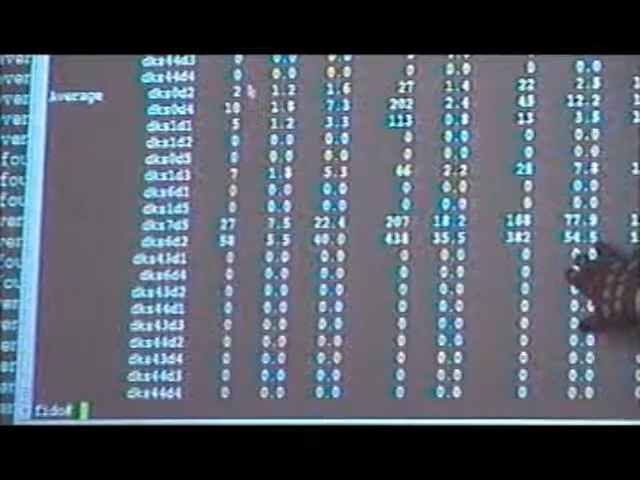 dks44d3 0 0.0 0.0 0 0.0 0 0.0
dks44d4 0 0.0 0.0 0 0.0 0 0.0
Average dks0d2 2 1.2 1.6 27 1.4 22 2.5
dks0d4 10 1.8 7.3 202 2.4 45 12.2
dks1d1 5 1.2 3.3 113 0.8 13 3.5
dks1d2 0 0.0 0.0 0 0.0 0 0.0
dks0d5 0 0.0 0.0 0 0.0 0 0.0
dks1d3 7 1.8 5.3 2.2 7.8
dks6d1 0 0.0 0.0 0 0.0 0 0.0
dks1d5 0 0.0 0.0 0 0.0 0 0.0
dks7d5 27 7.5 22.4 207 18.2 188 77.9
dks6d2 58 5.5 40.0 438 35.5 382 54.5
dks43d1 0 0.0 0.0 0 0.0 0
dks6d4 0 0.0 0.0 0 0.0 0
dks43d2 0 0.0 0.0 0 0.0 0
dks44d1 0 0.0 0.0 0 0.0 0
dks43d3 0 0.0 0.0 0 0.0 0 0.0
dks44d2 0 0.0 0.0 0 0.0 0 0.0
dks43d4 0 0.0 0.0 0 0.0 0 0.0
dks44d3 0 0.0 0.0 0 0.0 0 0.0
dks44d4 0 0.0 0.0 0 0.0 0 0.0
fido#